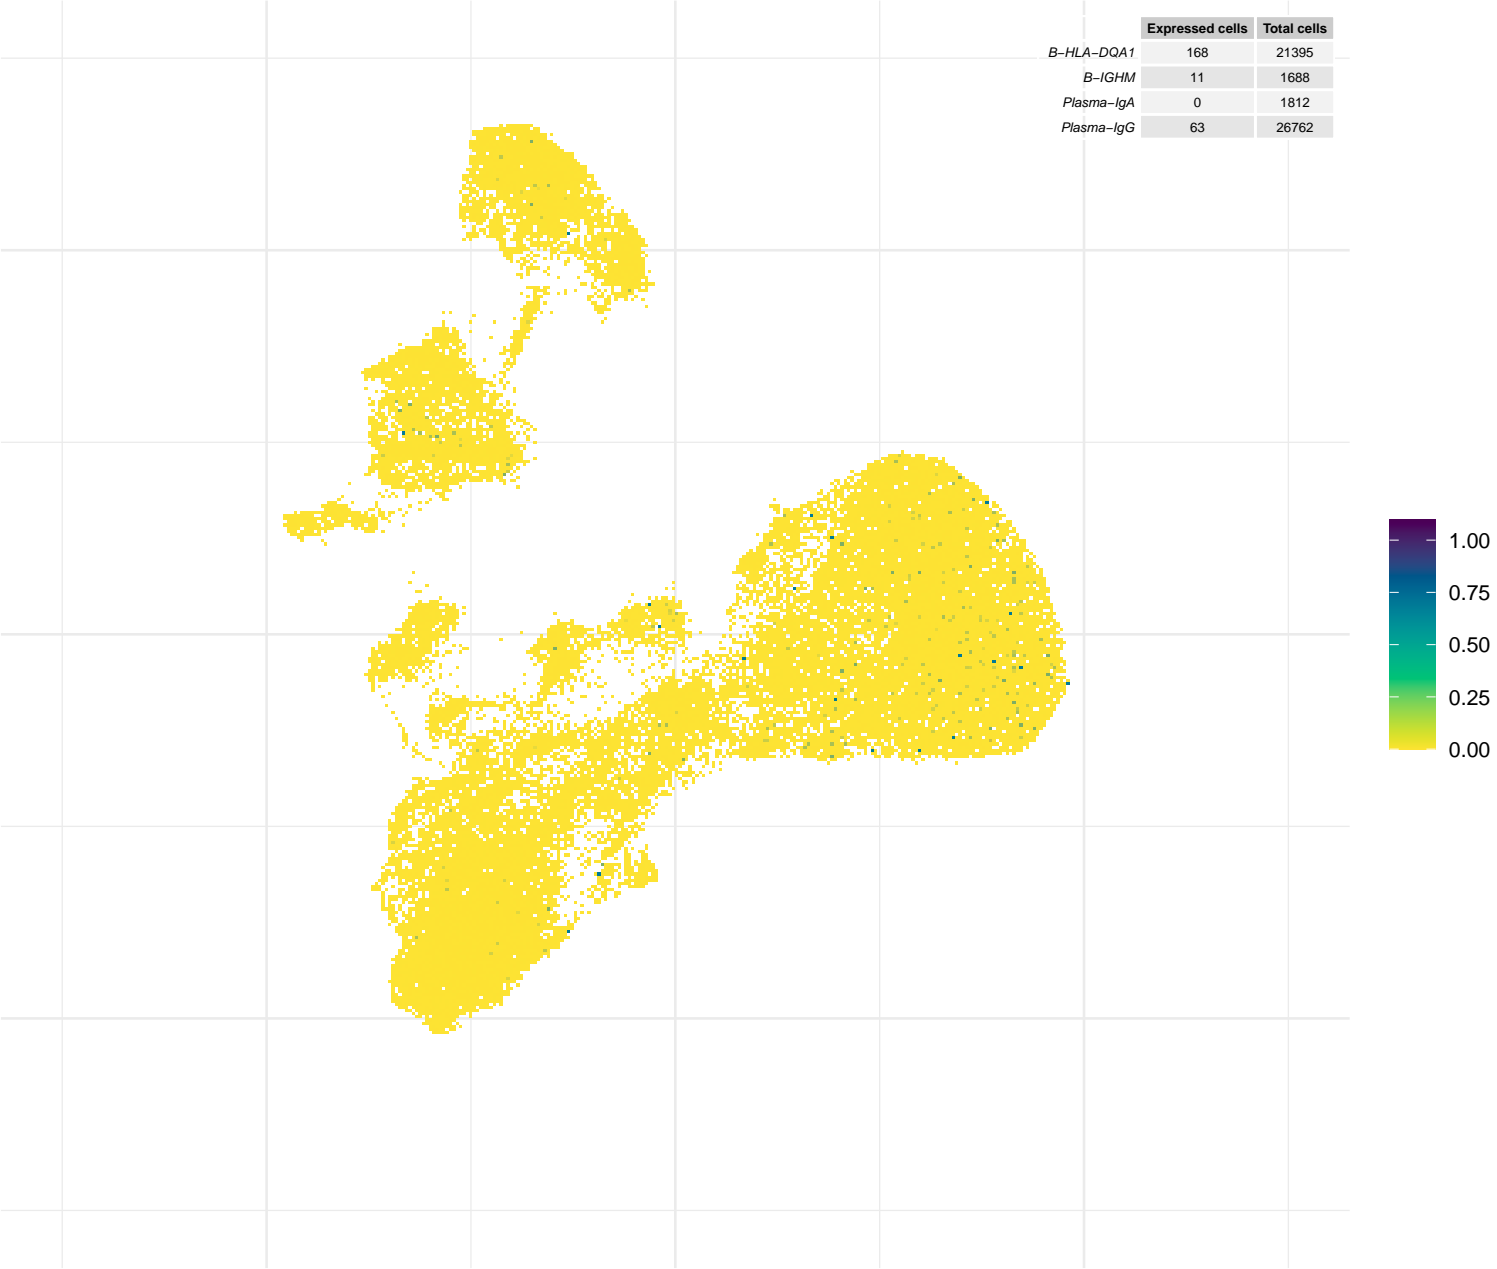 Expressed cells Total cells
B−HLA−DQA1 168 21395
B−IGHM 11 1688
Plasma−IgA 0 1812
Plasma−IgG 63 26762
1.00
0.75
0.50
0.25
0.00